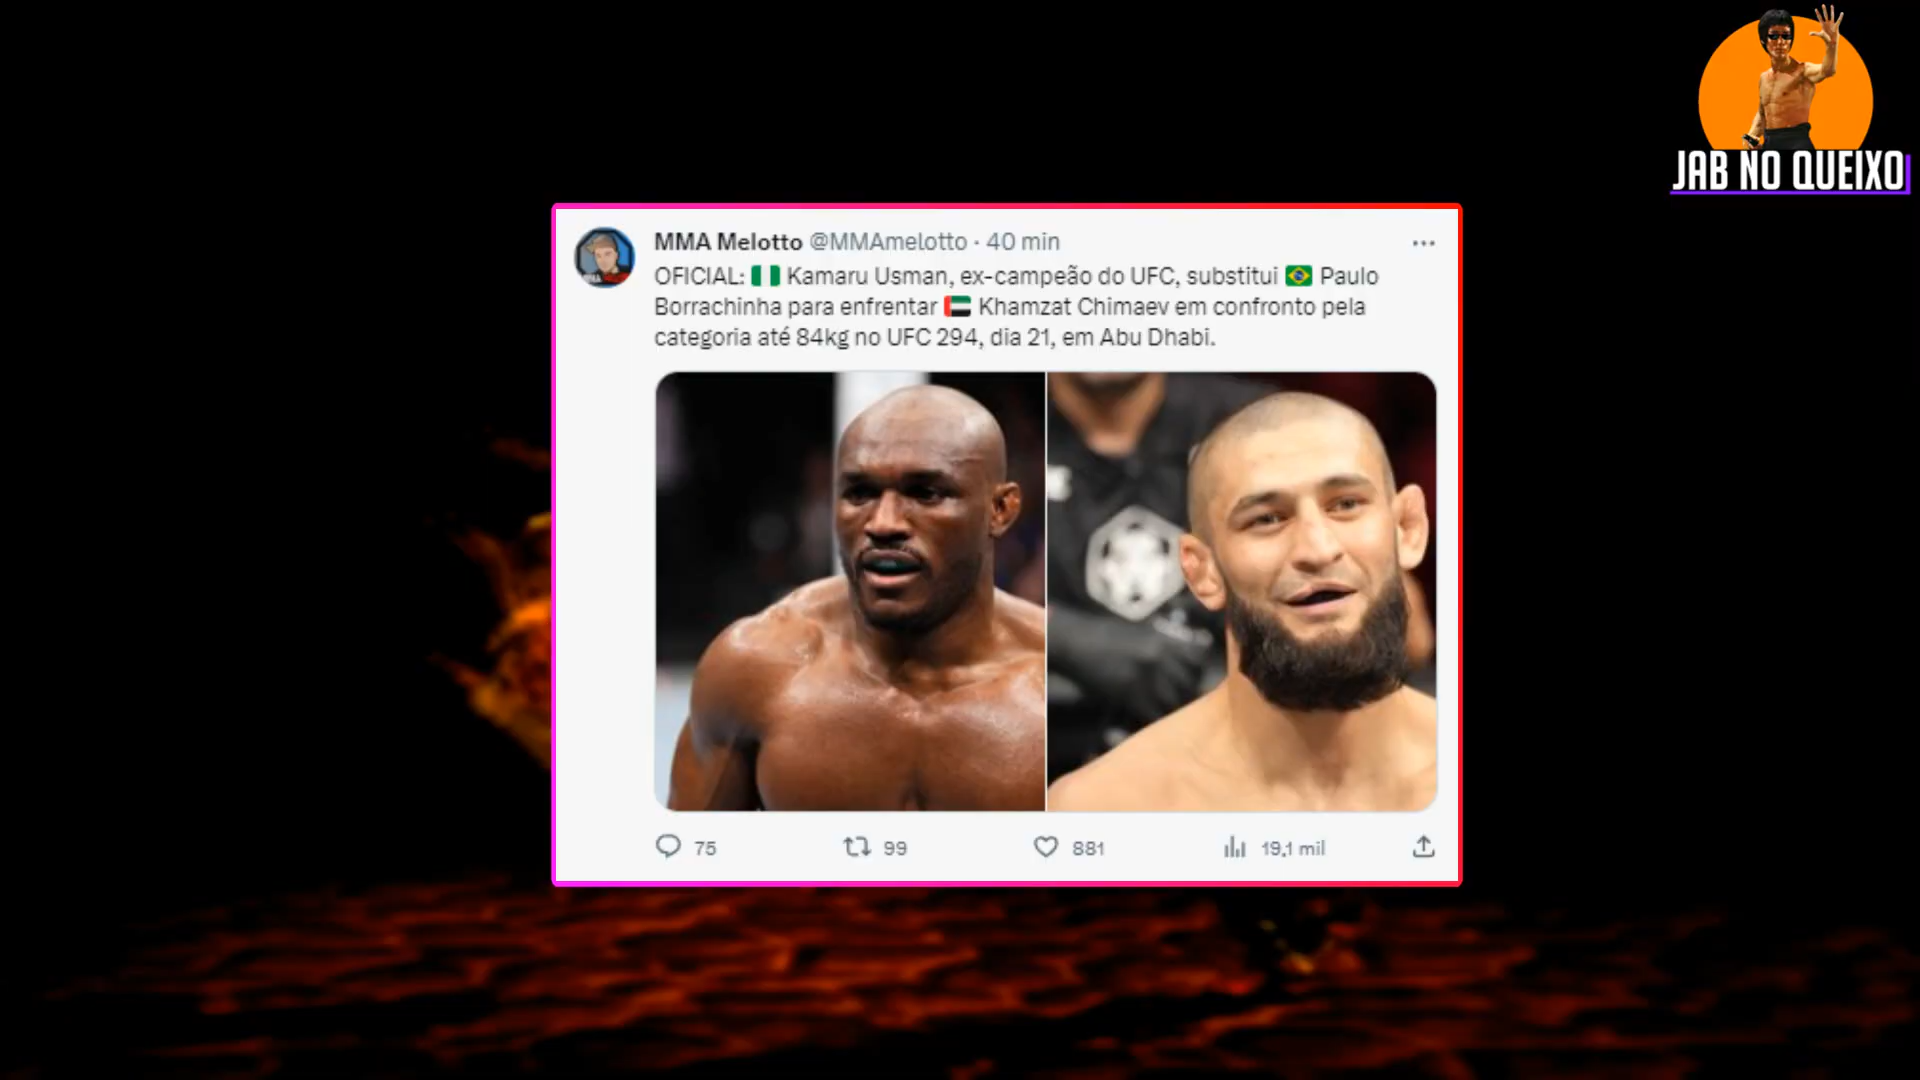 JAB NO QUEIXO
MMA Melotto @MMAmelotto · 40 min
OFICIAL: 🇳🇬 Kamaru Usman, ex-campeão do UFC, substitui 🇧🇷 Paulo
Borrachinha para enfrentar 🇦🇪 Khamzat Chimaev em confronto pela
categoria até 84kg no UFC 294, dia 21, em Abu Dhabi.
75 99 881 19,1 mil